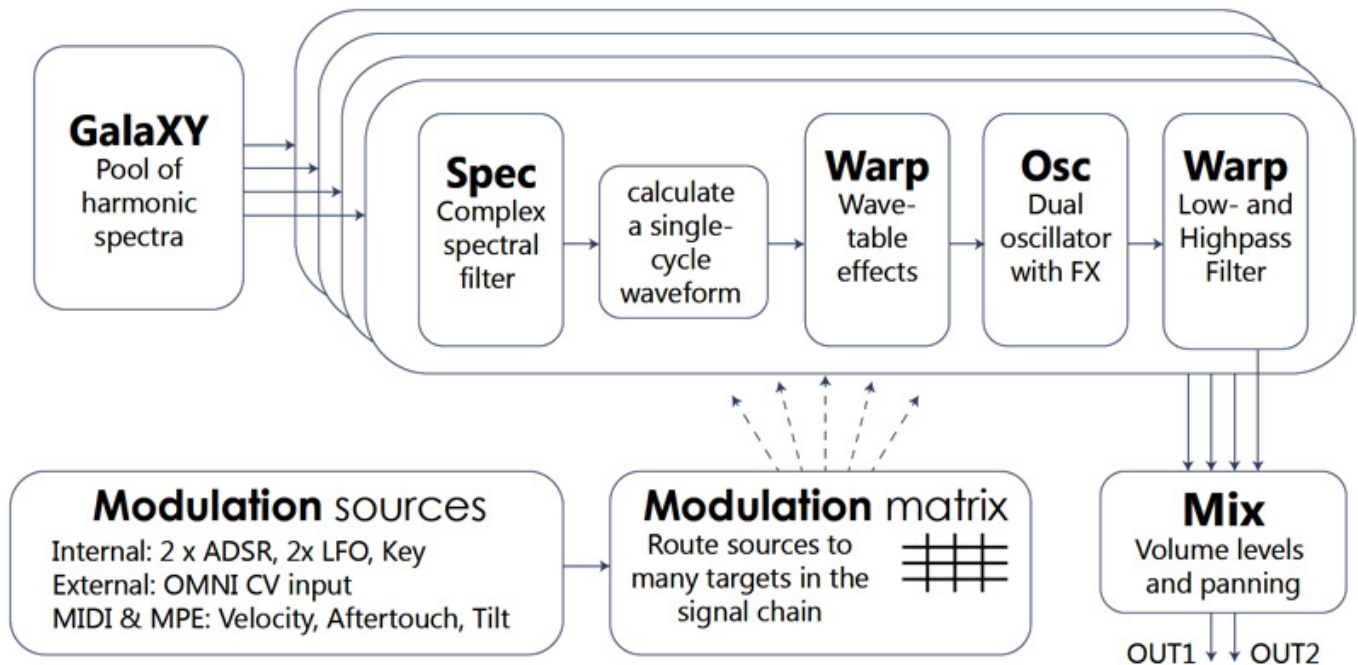 GalaXY
Pool of
harmonic
spectra
Spec
Complex
spectral
filter
calculate
a single-
cycle
waveform
Warp
Wave-
table
effects
Osc
Dual
oscillator
with FX
Warp
Low- and
Highpass
Filter
Modulation sources
Internal: 2 x ADSR, 2x LFO, Key
External: OMNI CV input
MIDI & MPE: Velocity, Aftertouch, Tilt
Modulation matrix
Route sources to
many targets in the
signal chain
Mix
Volume levels
and panning
OUT1
OUT2